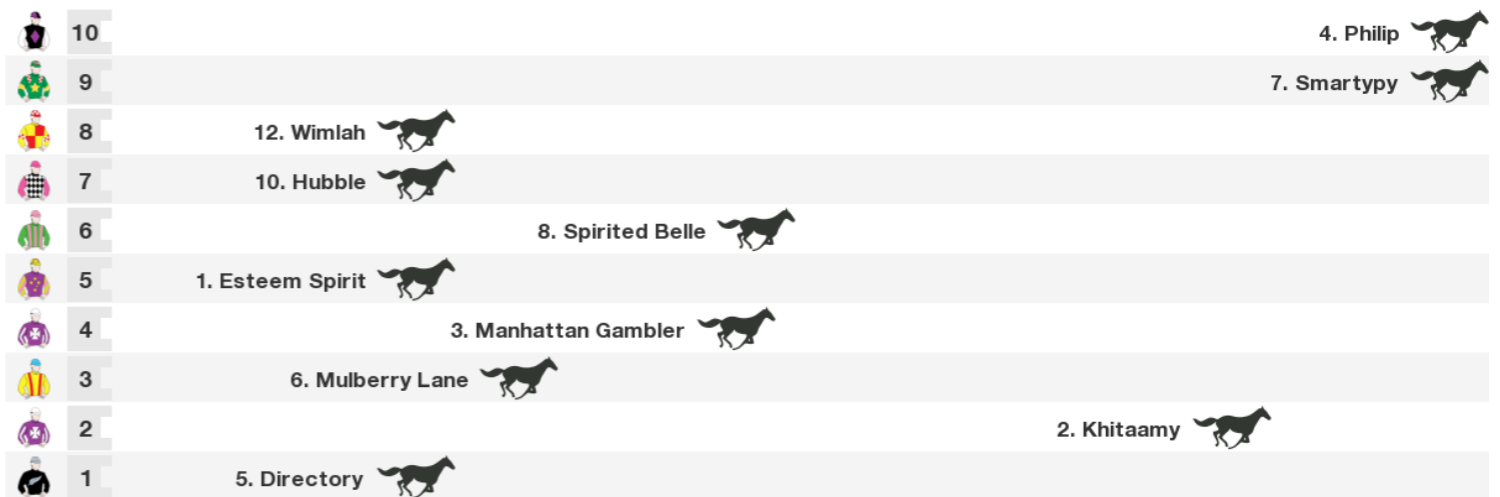 10 4. Philip
9 7. Smartypy
8 12. Wimlah
7 10. Hubble
6 8. Spirited Belle
5 1. Esteem Spirit
4 3. Manhattan Gambler
3 6. Mulberry Lane
2 2. Khitaamy
1 5. Directory